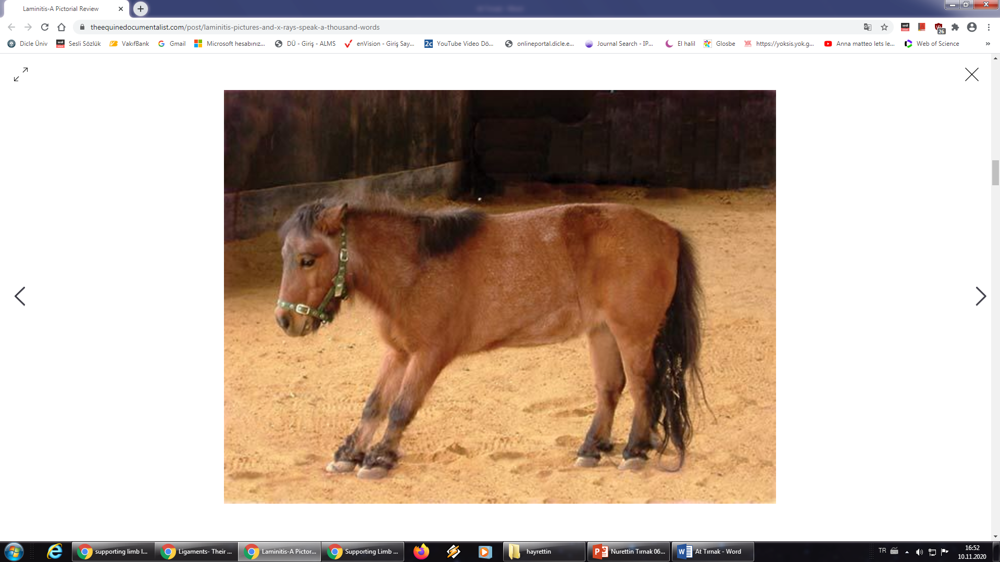 Laminitis-A Pictorial Review
theequinedocumentalist.com/post/laminitis-pictures-and-x-rays-speak-a-thousand-words
26
Dicle Üniv
Sesli Sözlük
VakıfBank
Gmail
Microsoft hesabınız...
DÜ - Giriş - ALMS
enVision - Giriş Say...
YouTube Video Dö...
onlineportal.dicle.e...
Journal Search - IP...
El halil
Glosbe
https://yoksis.yok.g...
Anna matteo lets le...
Web of Science
supporting limb l...
Ligaments- Their ...
Laminitis-A Pictor...
Supporting Limb ...
hayrettin
Nurettin Tırnak 06...
At Tırnak - Word
TR
16:52
10.11.2020